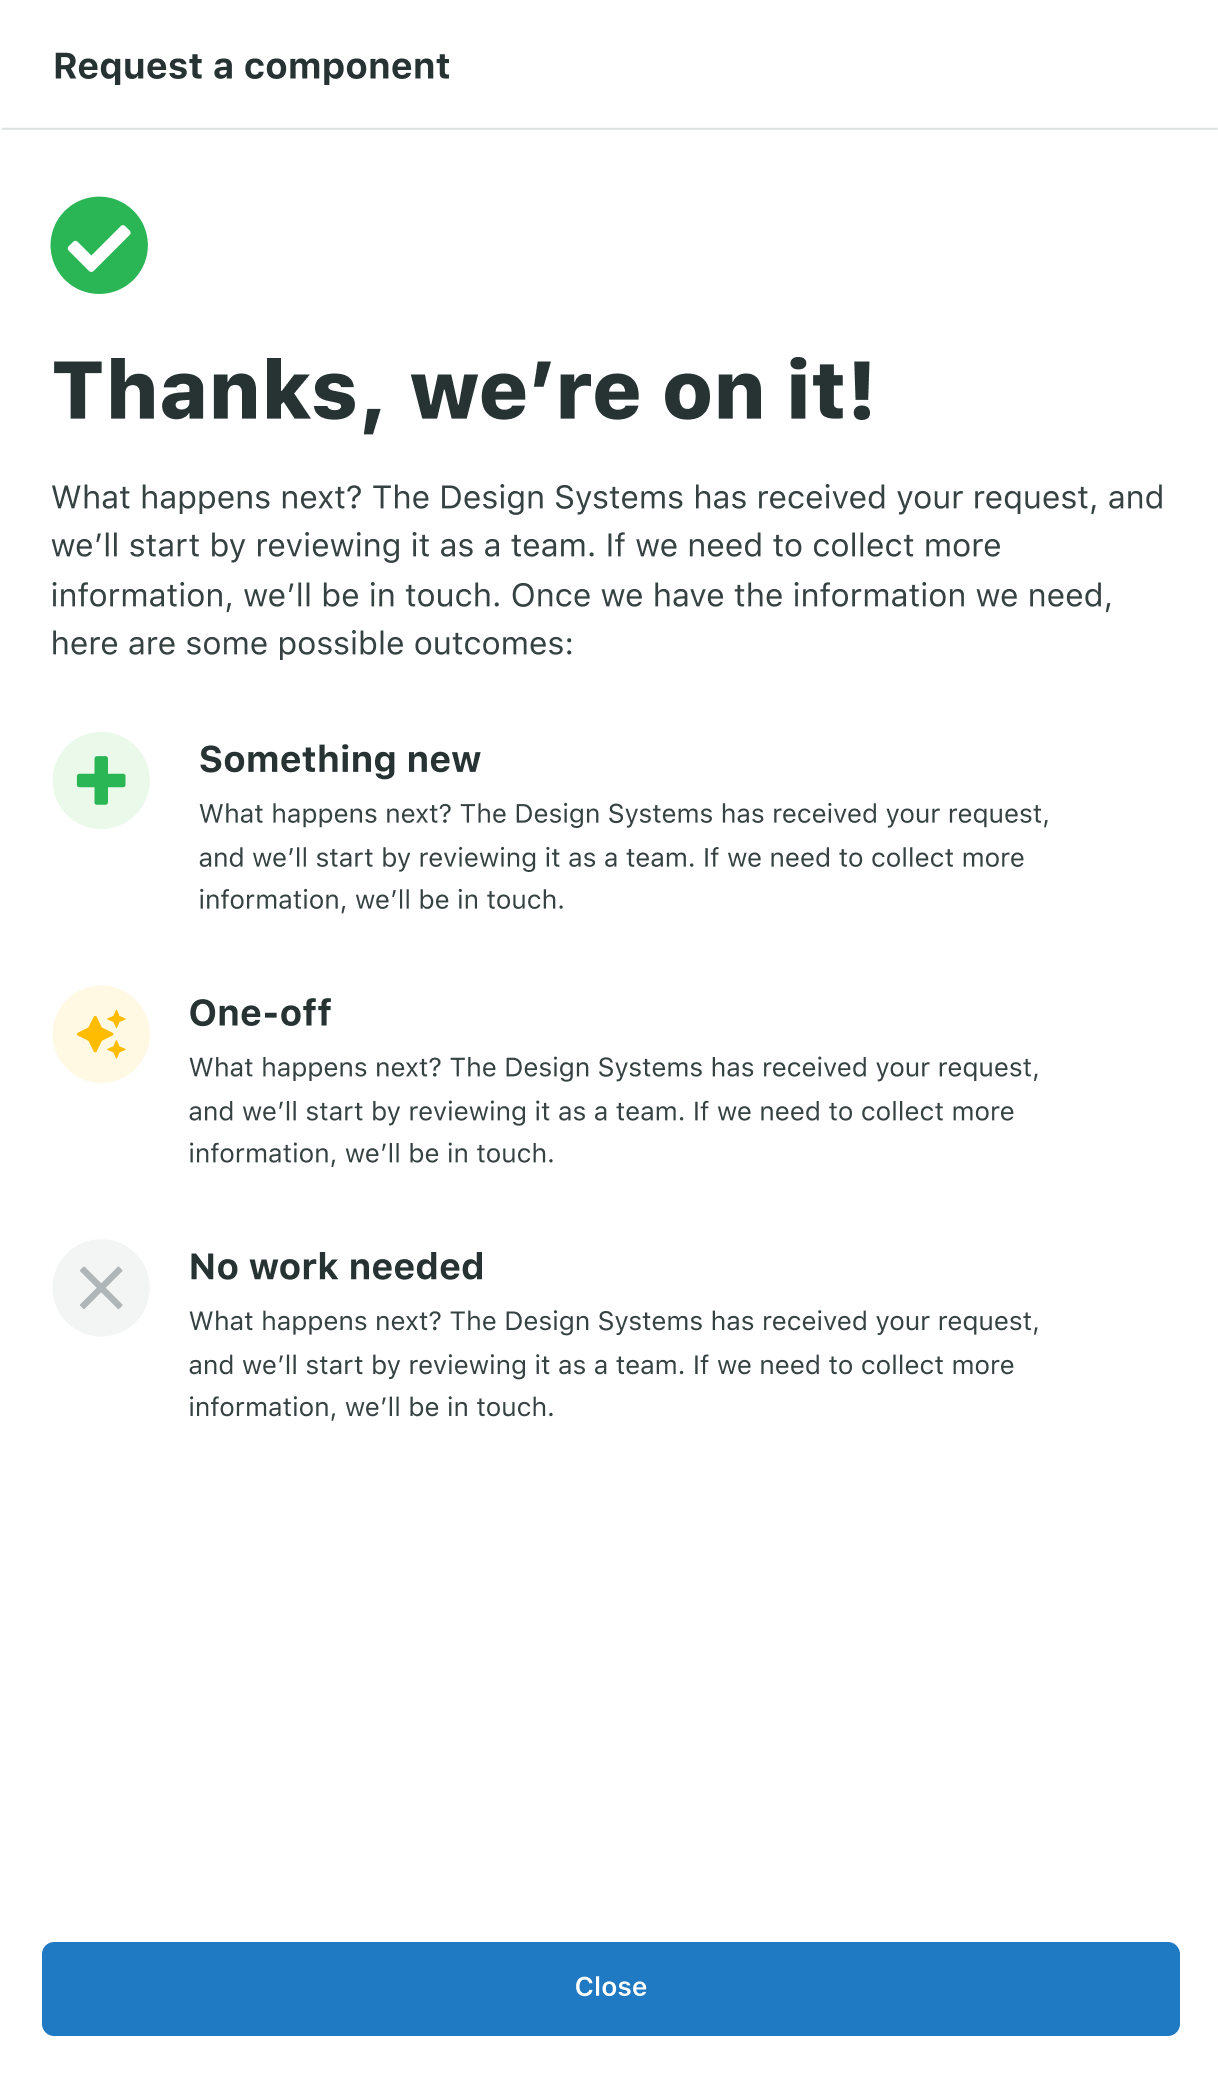 Request a component
Thanks, we’re on it!
What happens next? The Design Systems has received your request, and
we’ll start by reviewing it as a team. If we need to collect more
information, we’ll be in touch. Once we have the information we need,
here are some possible outcomes:
Something new
What happens next? The Design Systems has received your request,
and we’ll start by reviewing it as a team. If we need to collect more
information, we’ll be in touch.
One-off
What happens next? The Design Systems has received your request,
and we’ll start by reviewing it as a team. If we need to collect more
information, we’ll be in touch.
No work needed
What happens next? The Design Systems has received your request,
and we’ll start by reviewing it as a team. If we need to collect more
information, we’ll be in touch.
Close